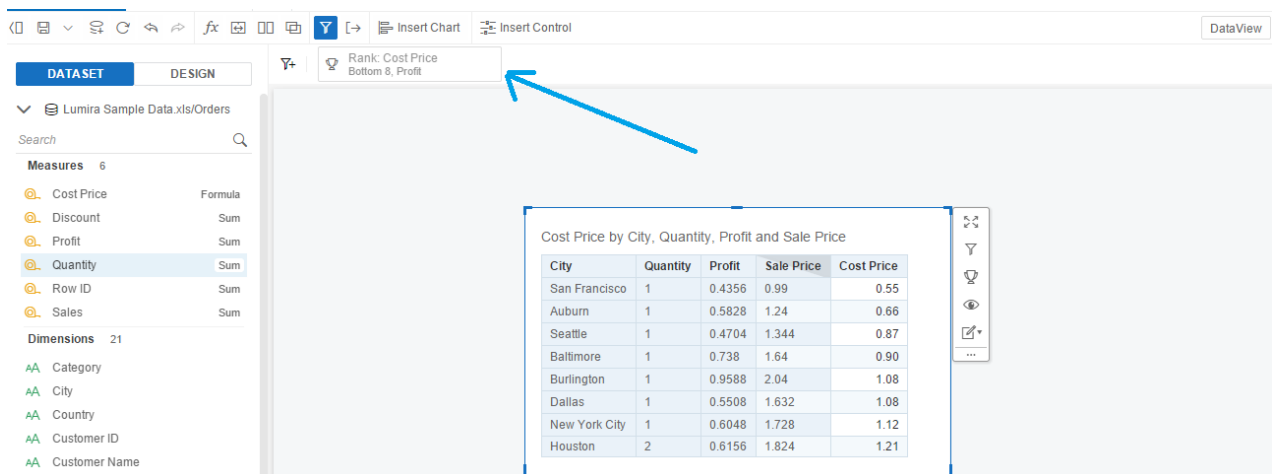 fx Insert Chart Insert Control DataView
DATASET DESIGN
Rank: Cost Price
Bottom 8, Profit
Lumira Sample Data.xls/Orders
Search
Measures 6
Cost Price Formula
Discount Sum
Profit Sum
Quantity Sum
Row ID Sum
Sales Sum
Dimensions 21
AA Category
AA City
AA Country
AA Customer ID
AA Customer Name
Cost Price by City, Quantity, Profit and Sale Price
City Quantity Profit Sale Price Cost Price
San Francisco 1 0.4356 0.99 0.55
Auburn 1 0.5828 1.24 0.66
Seattle 1 0.4704 1.344 0.87
Baltimore 1 0.738 1.64 0.90
Burlington 1 0.9588 2.04 1.08
Dallas 1 0.5508 1.632 1.08
New York City 1 0.6048 1.728 1.12
Houston 2 0.6156 1.824 1.21